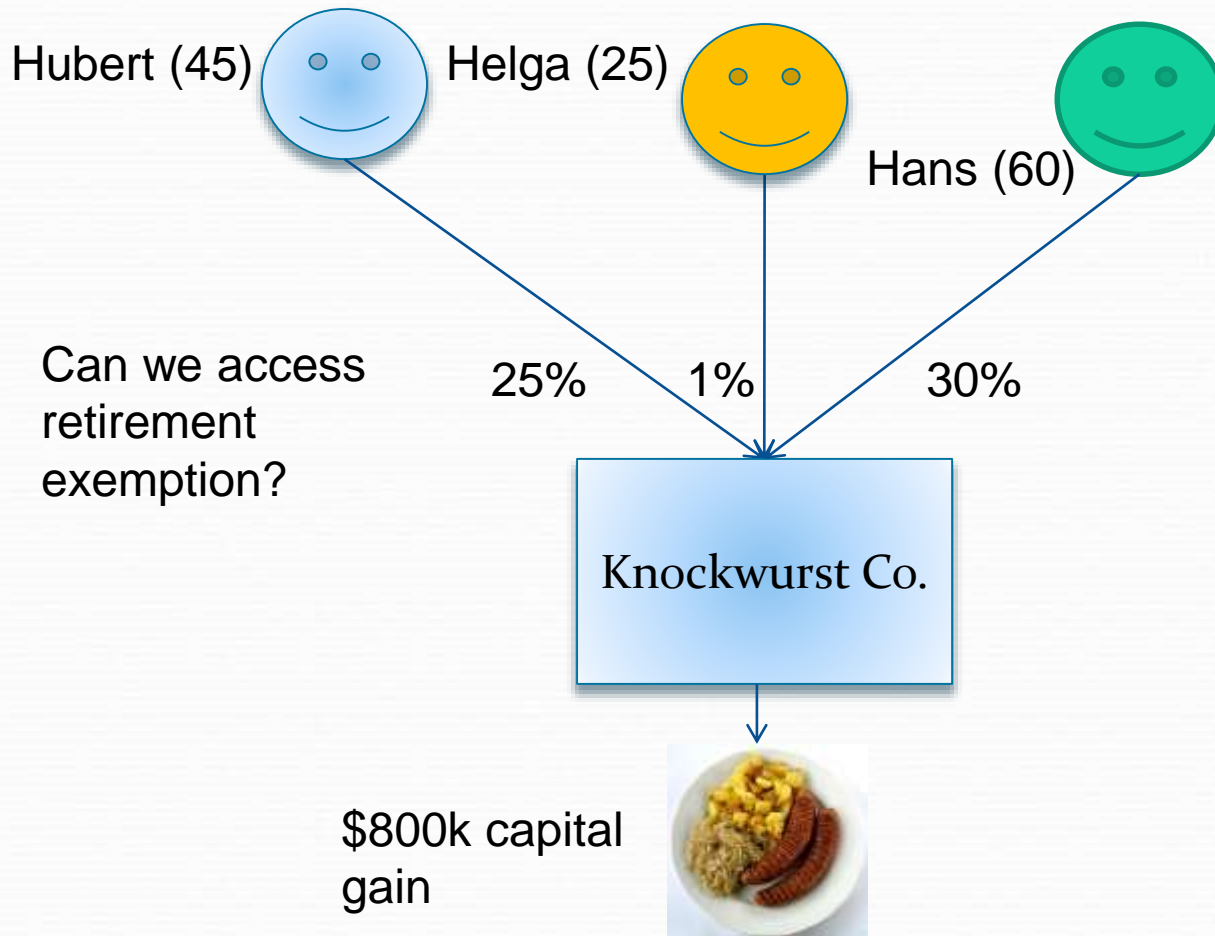 Hubert (45)
Helga (25)
Hans (60)
Can we access
retirement
exemption?
25%
1%
30%
Knockwurst Co.
$800k capital
gain